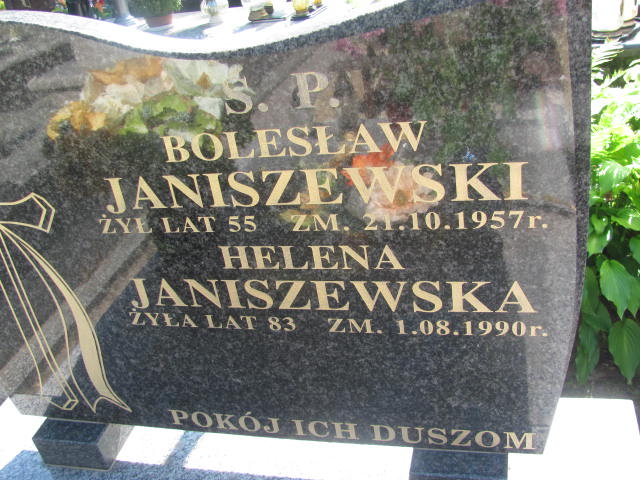 Ś. P.
BOLESŁAW
JANISZEWSKI
ŻYŁ LAT 55 ZM. 21.10.1957r.
HELENA
JANISZEWSKA
ŻYŁA LAT 83 ZM. 1.08.1990r.
POKÓJ ICH DUSZOM